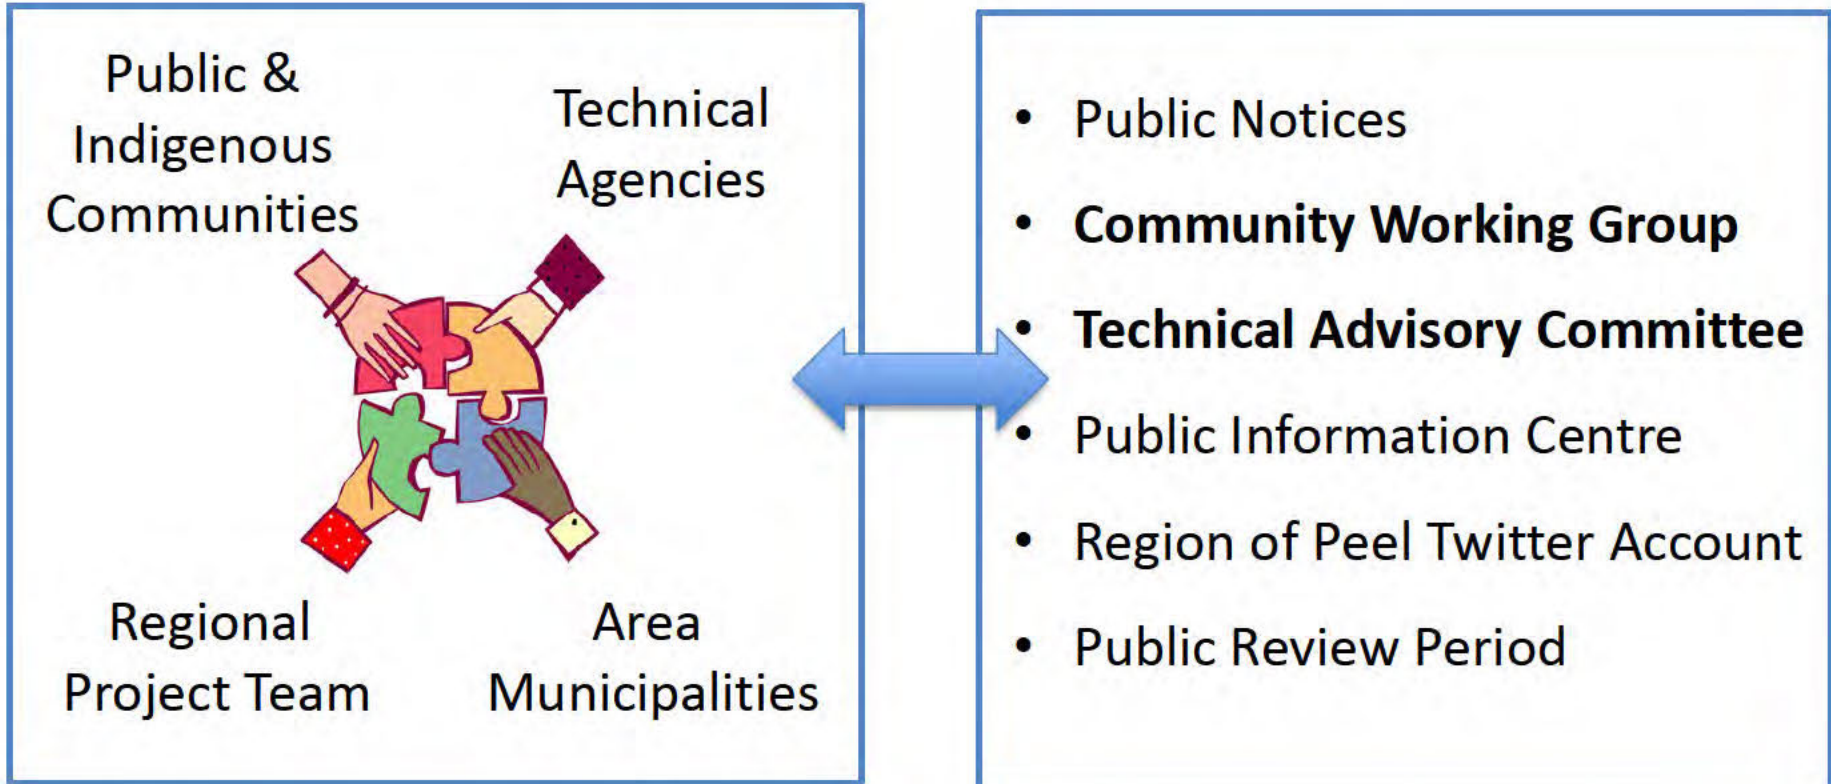 Public &
Indigenous
Communities
Technical
Agencies
Regional
Project Team
Area
Municipalities
• Public Notices
• Community Working Group
• Technical Advisory Committee
• Public Information Centre
• Region of Peel Twitter Account
• Public Review Period